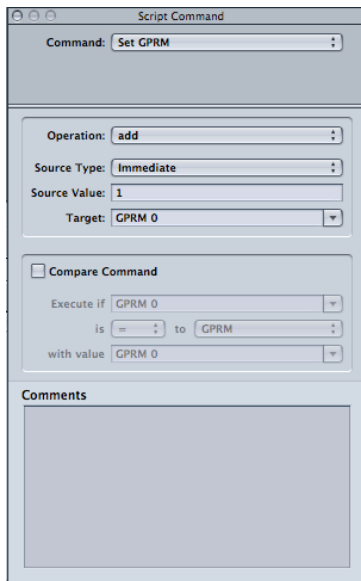 Script Command
Command: Set GPRM
Operation: add
Source Type: Immediate
Source Value: 1
Target: GPRM 0
Compare Command
Execute if GPRM 0
is = to GPRM
with value GPRM 0
Comments